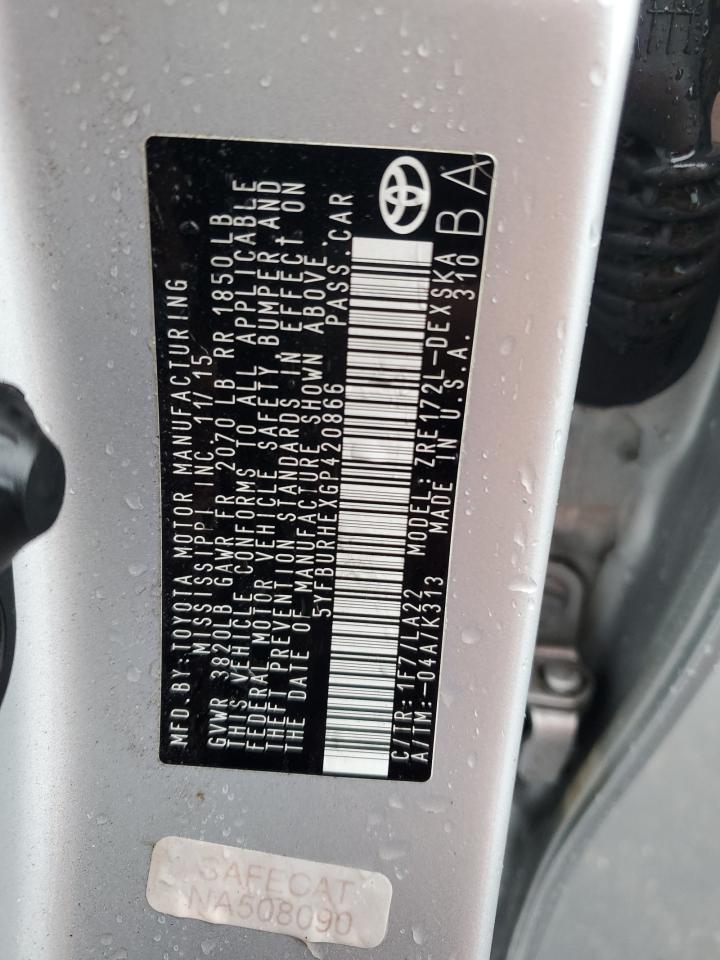 MFD.BY:TOYOTA MOTOR MANUFACTURING
MISSISSIPPI,INC.11/15
GVWR 3820LB GAWR FR 2070 LB RR 1850LB
THIS VEHICLE CONFORMS TO ALL APPLICABLE
FEDERAL MOTOR VEHICLE SAFETY, BUMPER AND
THEFT PREVENTION STANDARDS IN EFFECT ON
THE DATE OF MANUFACTURE SHOWN ABOVE.
5YFBURHEXGP420866 PASS.CAR
C/TR:1F7/LA22 MODEL:ZRE172L-DEXSKA
A/TM:-04A/K313 MADE IN U.S.A. 310
BA
SAFECAT
NA508090